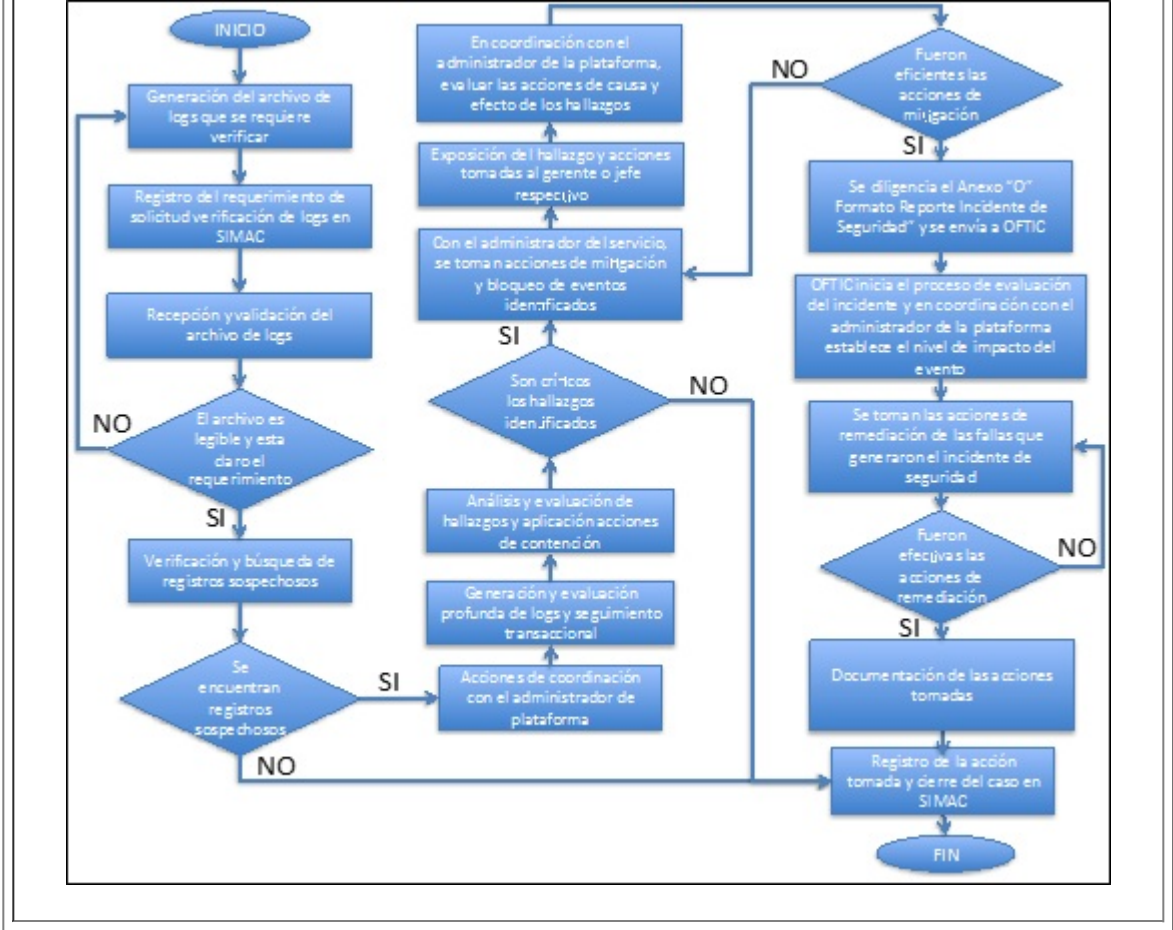 INICIO
Generación del archivo de
logs que se requiere
verificar
Registro del requerimiento de
solicitud verificación de logs en
SIMAC
Recepción y validación del
archivo de logs
NO
El archivo es
legible y esta
claro el
requerimiento
SI
Verificación y búsqueda de
registros sospechosos
Se
encuentran
registros
sospechosos
SI
NO
Acciones de coordinación
con el administrador de
plataforma
Generación y evaluación
profunda de logs y seguimiento
transaccional
Análisis y evaluación de
hallazgos y aplicación acciones
de contención
Son críticos
los hallazgos
identificados
NO
SI
Con el administrador del servicio,
se toman acciones de mitigación
y bloqueo de eventos
identificados
Exposición del hallazgo y acciones
tomadas al gerente o jefe
respectivo
En coordinación con el
administrador de la plataforma,
evaluar las acciones de causa y
efecto de los hallazgos
NO
Fueron
eficientes las
acciones de
mitigación
SI
Se diligencia el Anexo "O"
Formato Reporte Incidente de
Seguridad" y se envía a OFTIC
OFTIC inicia el proceso de evaluación
del incidente y en coordinación con el
administrador de la plataforma
establece el nivel de impacto del
evento
Se toman las acciones de
remediación de las fallas que
generaron el incidente de
seguridad
Fueron
efectivas las
acciones de
remediación
NO
SI
Documentación de las acciones
tomadas
Registro de la acción
tomada y cierre del caso en
SIMAC
FIN